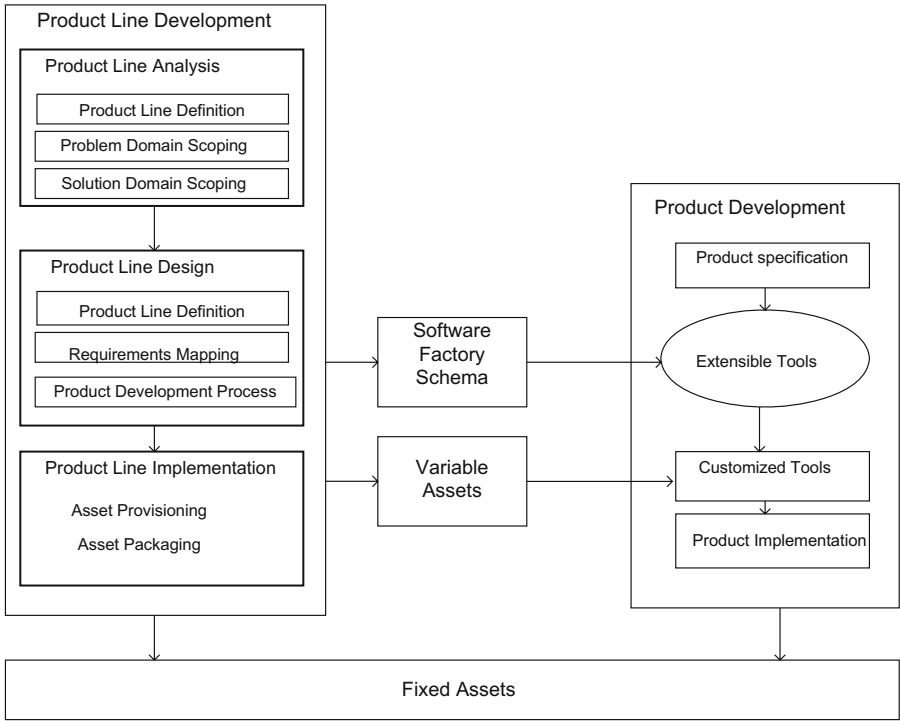 Product Line Development
Product Line Analysis
Product Line Definition
Problem Domain Scoping
Solution Domain Scoping
Product Line Design
Product Line Definition
Requirements Mapping
Product Development Process
Product Line Implementation
Asset Provisioning
Asset Packaging
Software
Factory
Schema
Variable
Assets
Product Development
Product specification
Extensible Tools
Customized Tools
Product Implementation
Fixed Assets